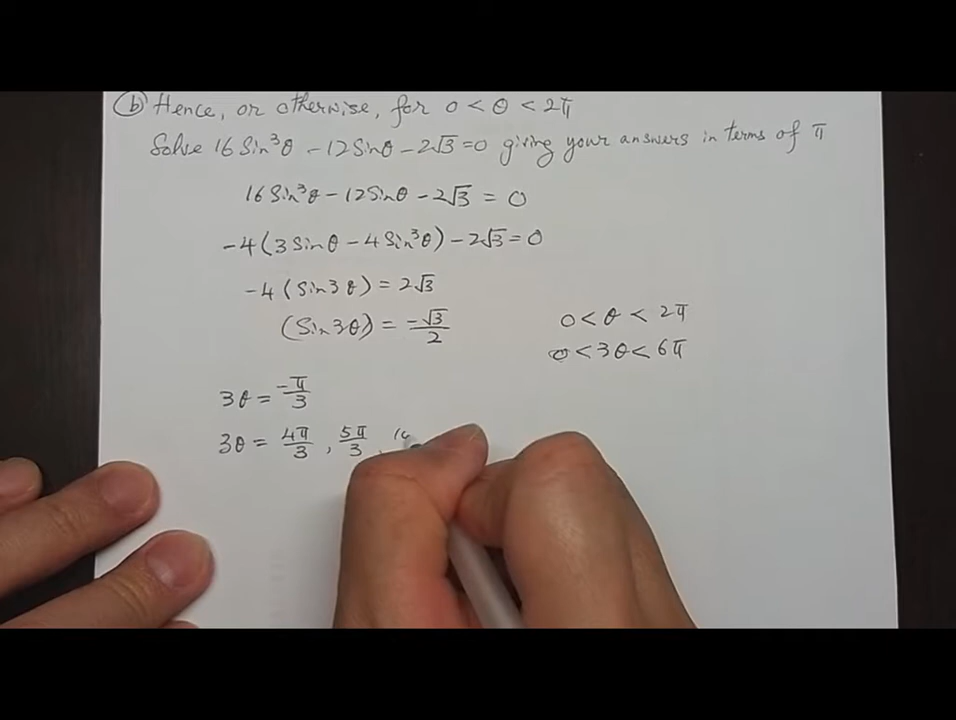 (b) Hence, or otherwise, for 0 < θ < 2π
Solve 16 Sin³θ - 12 Sinθ - 2√3 = 0 giving your answers in terms of π
16 Sin³θ - 12 Sinθ - 2√3 = 0
-4 (3 Sinθ - 4 Sin³θ) - 2√3 = 0
-4 (Sin 3θ) = 2√3
(Sin 3θ) = -√3/2
0 < θ < 2π
0 < 3θ < 6π
3θ = -π/3
3θ = 4π/3 , 5π/3 ,